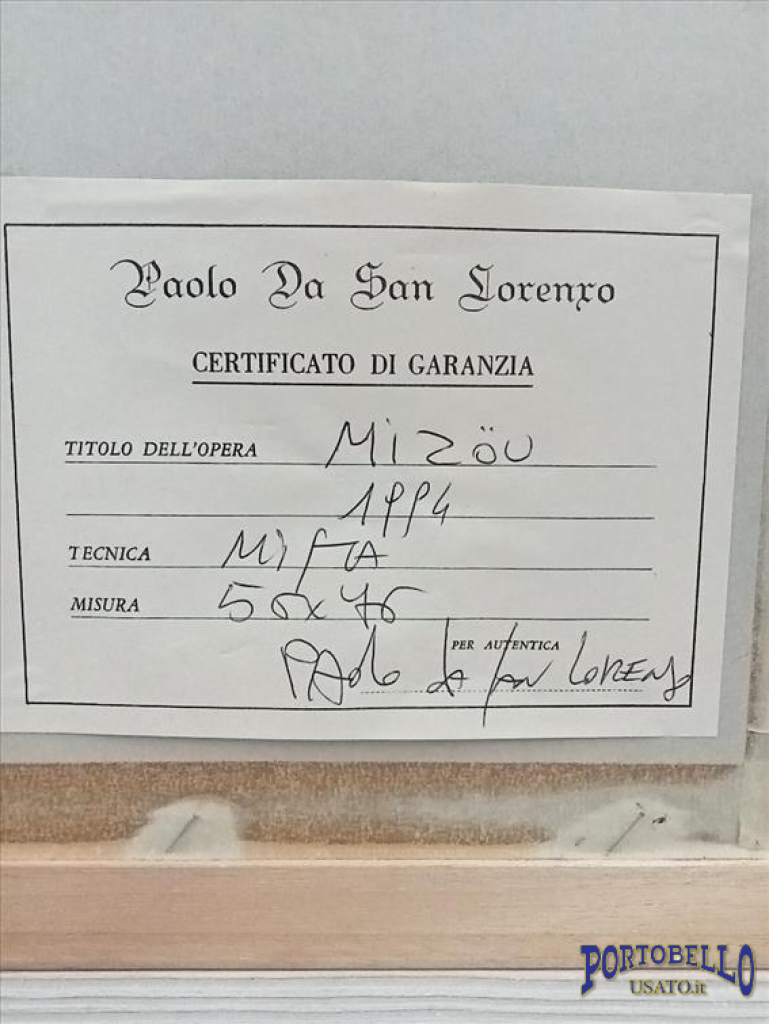 Paolo Da San Lorenzo
CERTIFICATO DI GARANZIA
TITOLO DELL'OPERA MIZÖU
1994
TECNICA MISTA
MISURA
PER AUTENTICA
PAolo dA San LORENZO
PORTOBELLO
USATO.it